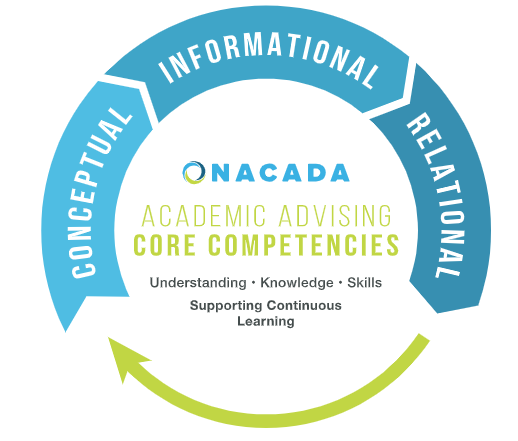 CONCEPTUAL
INFORMATIONAL
RELATIONAL
NACADA
ACADEMIC ADVISING
CORE COMPETENCIES
Understanding · Knowledge · Skills
Supporting Continuous
Learning